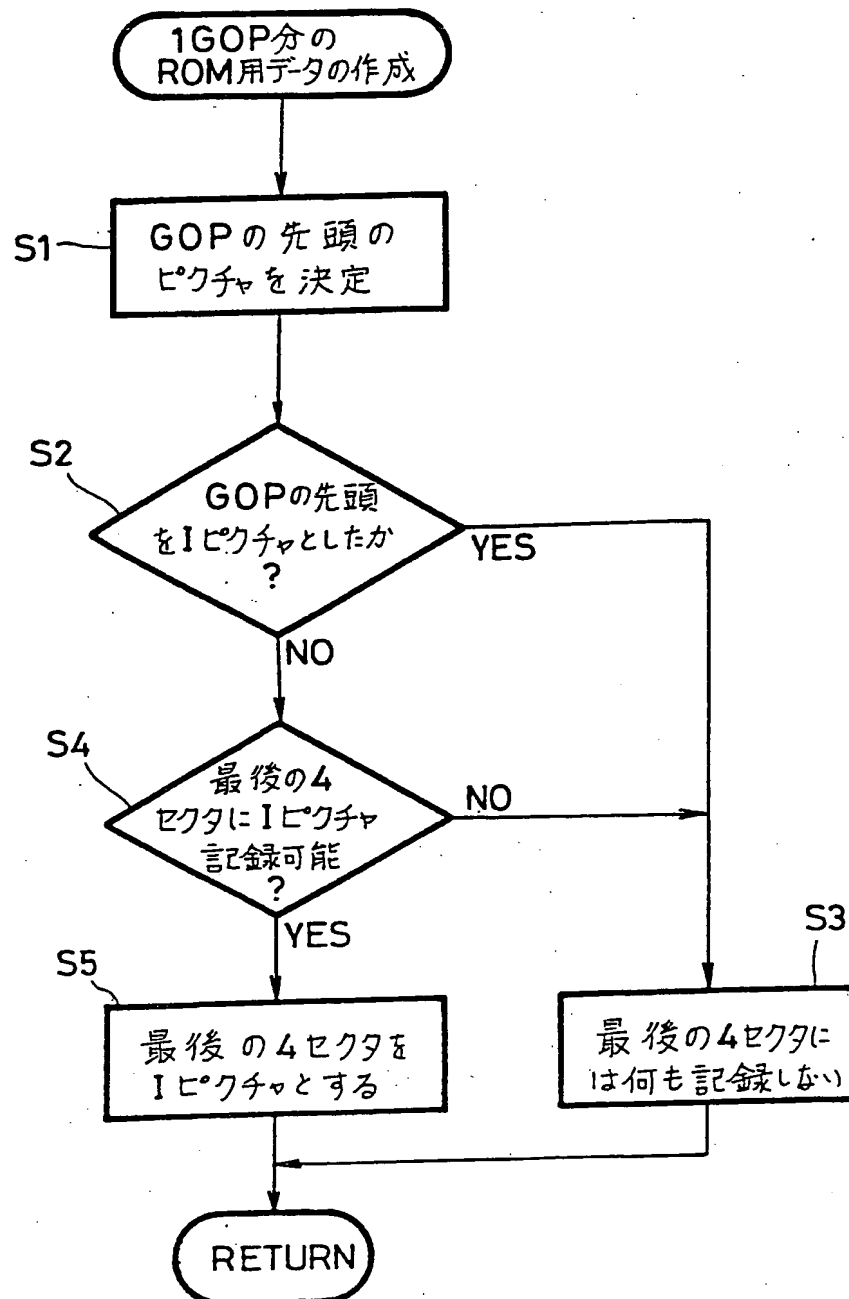 1GOP分の
ROM用データの作成
S1
GOPの先頭の
ピクチャを決定
S2
GOPの先頭
をIピクチャとしたか
?
YES
NO
S4
最後の4
セクタにIピクチャ
記録可能
?
NO
YES
S3
S5
最後の4セクタを
Iピクチャとする
最後の4セクタに
は何も記録しない
RETURN